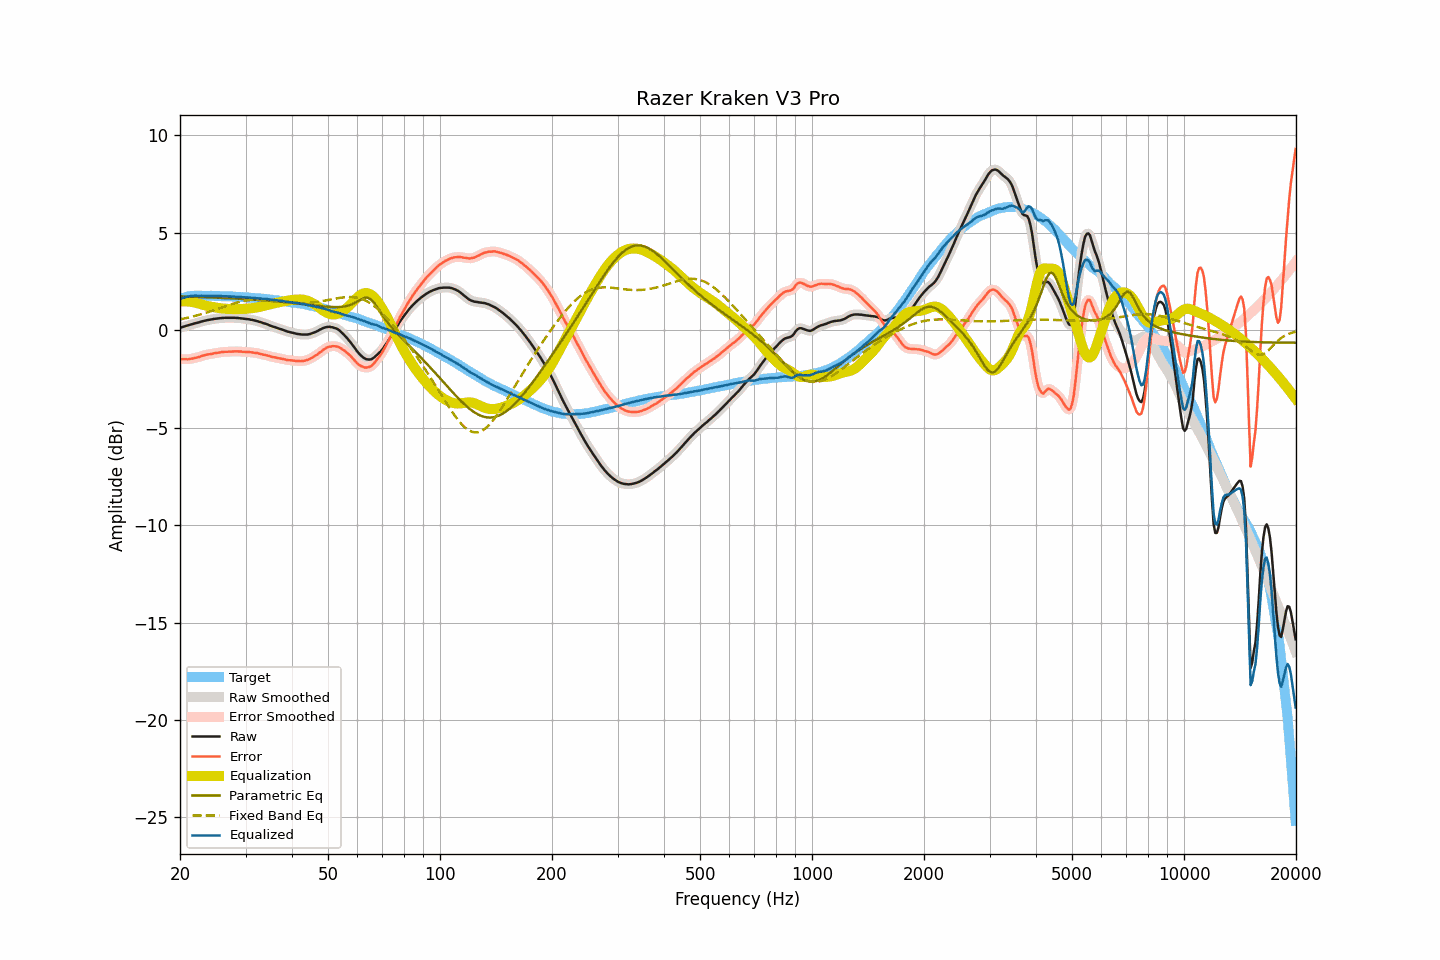 Razer Kraken V3 Pro
Amplitude (dBr)
10
5
0
−5
−10
−15
−20
−25
Target
Raw Smoothed
Error Smoothed
Raw
Error
Equalization
Parametric Eq
Fixed Band Eq
Equalized
20 50 100 200 500 1000 2000 5000 10000 20000
Frequency (Hz)